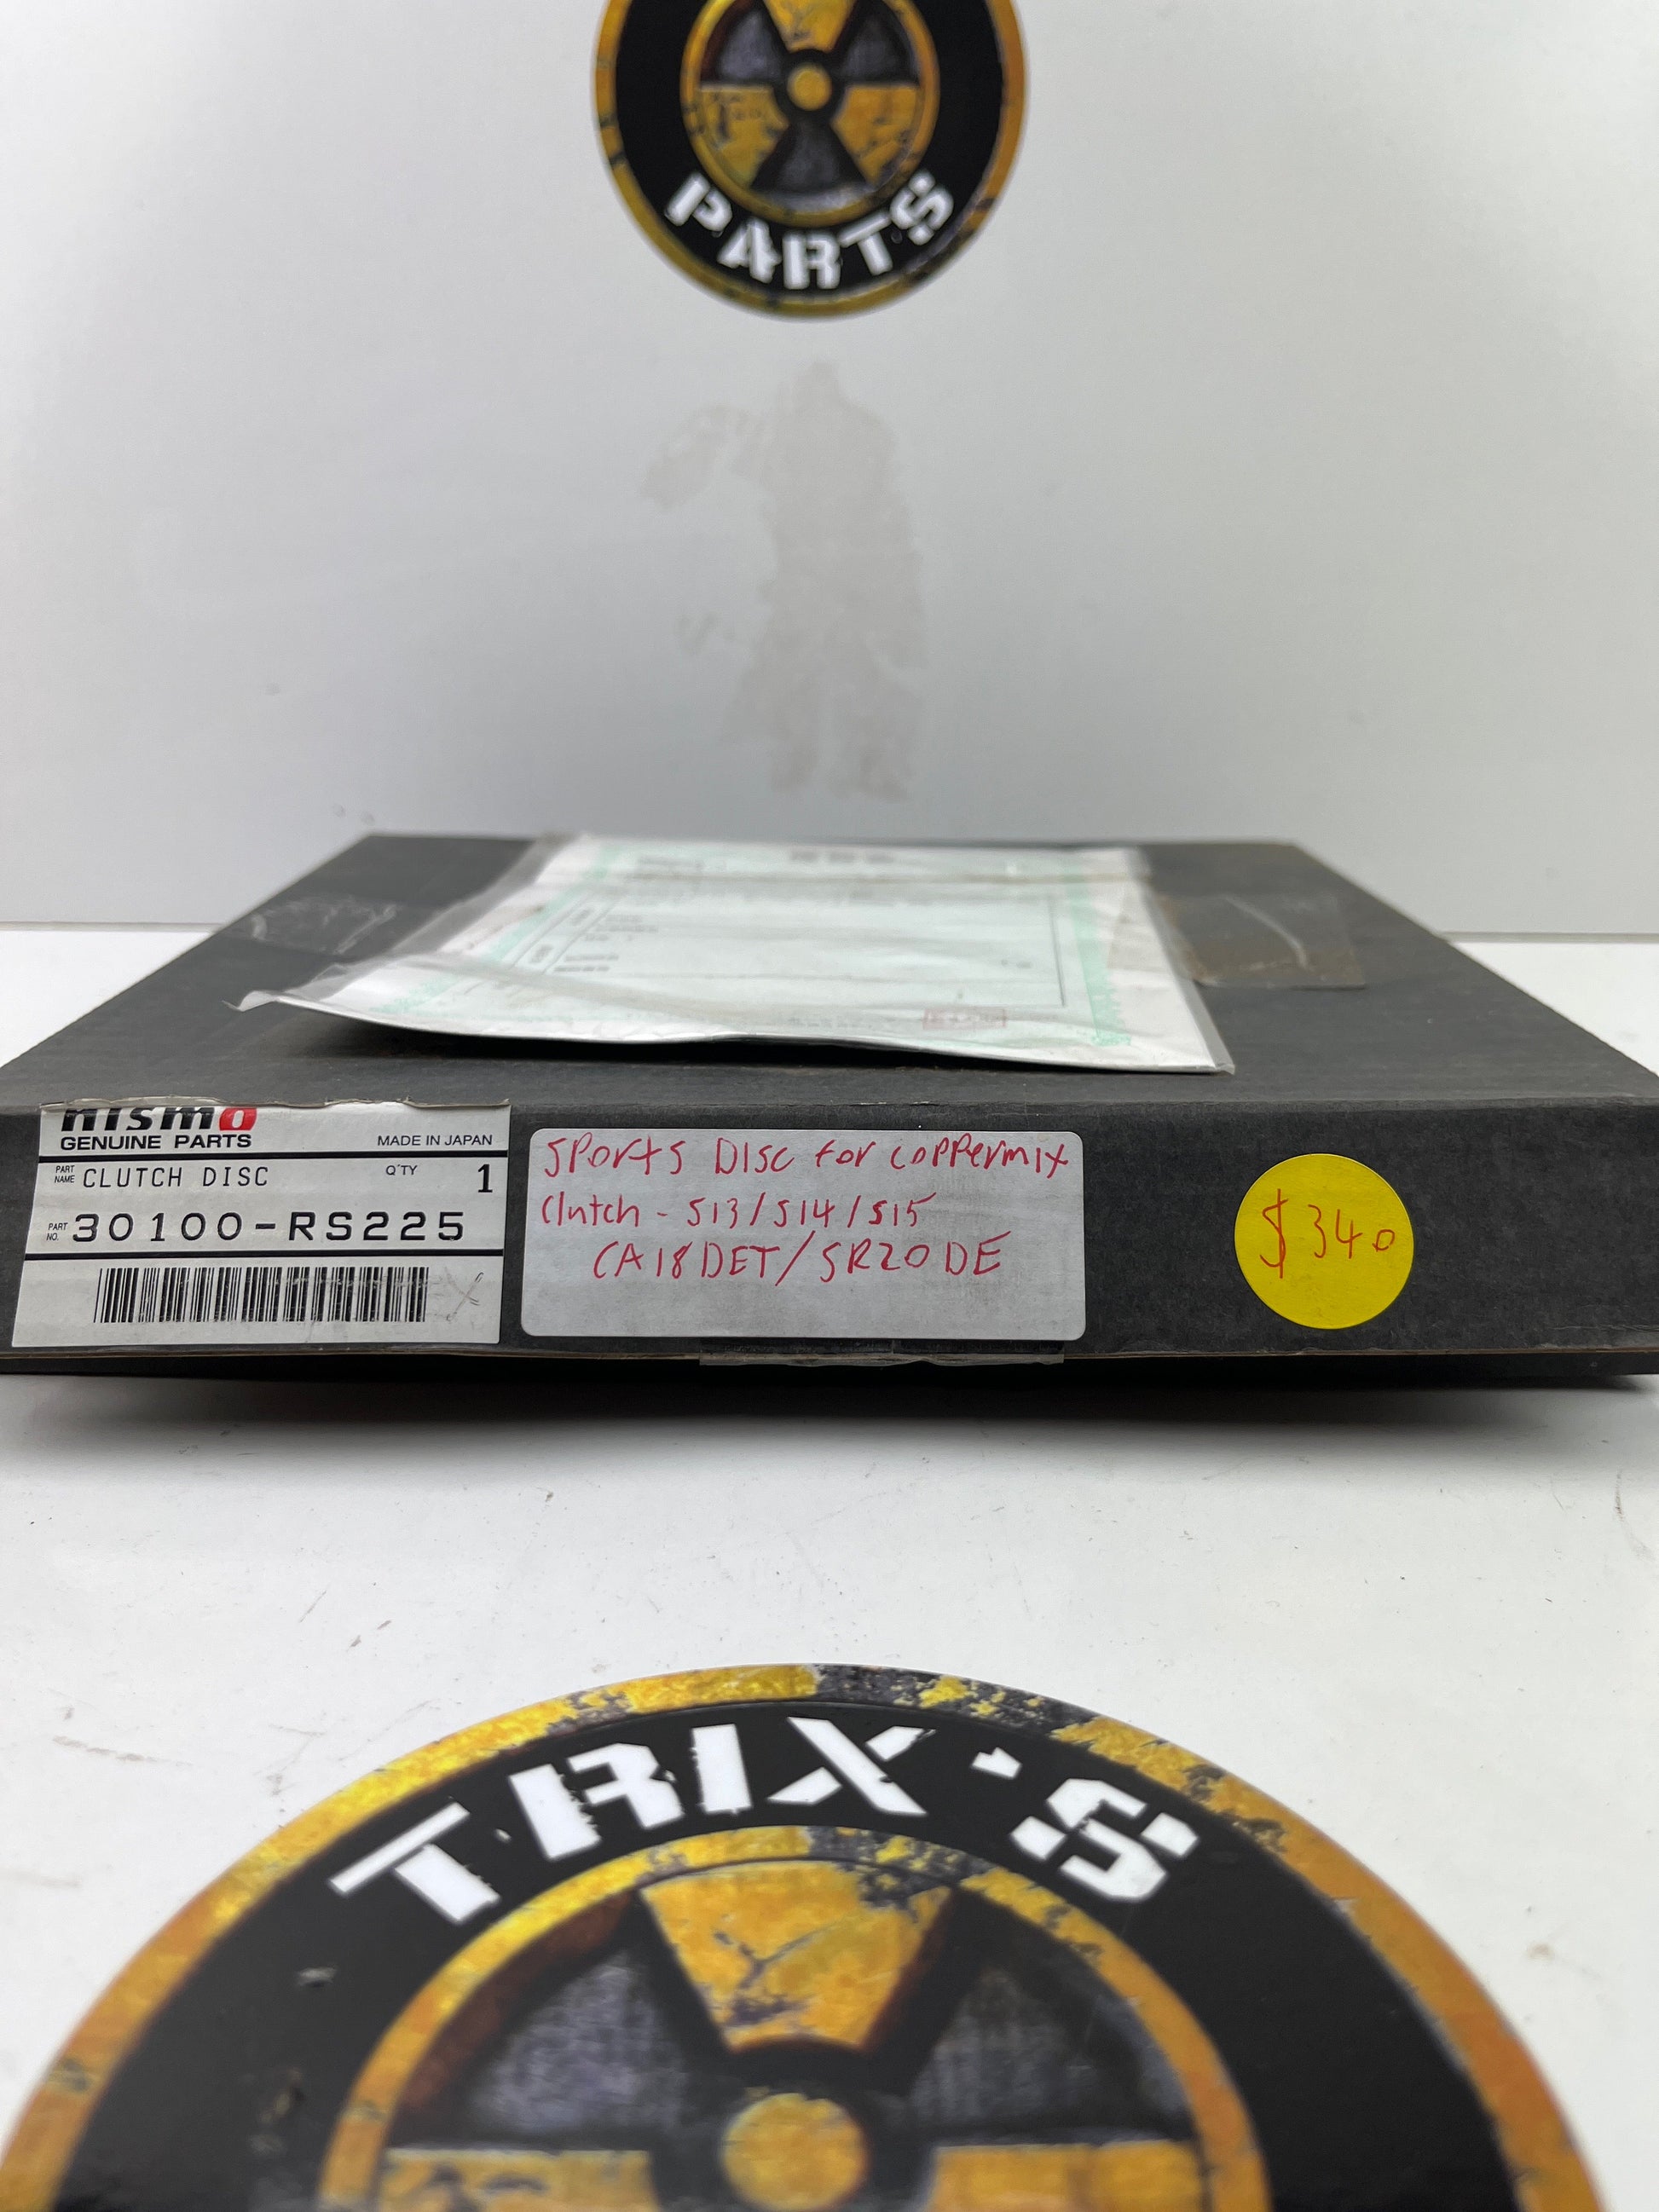 PARTS
nismo
GENUINE PARTS
MADE IN JAPAN
PART NAME CLUTCH DISC
Q'TY 1
PART NO. 30100-RS225
Sports Disc for coppermix
Clutch - S13/S14/S15
CA18DET/SR20DE
$340
TRIX'S